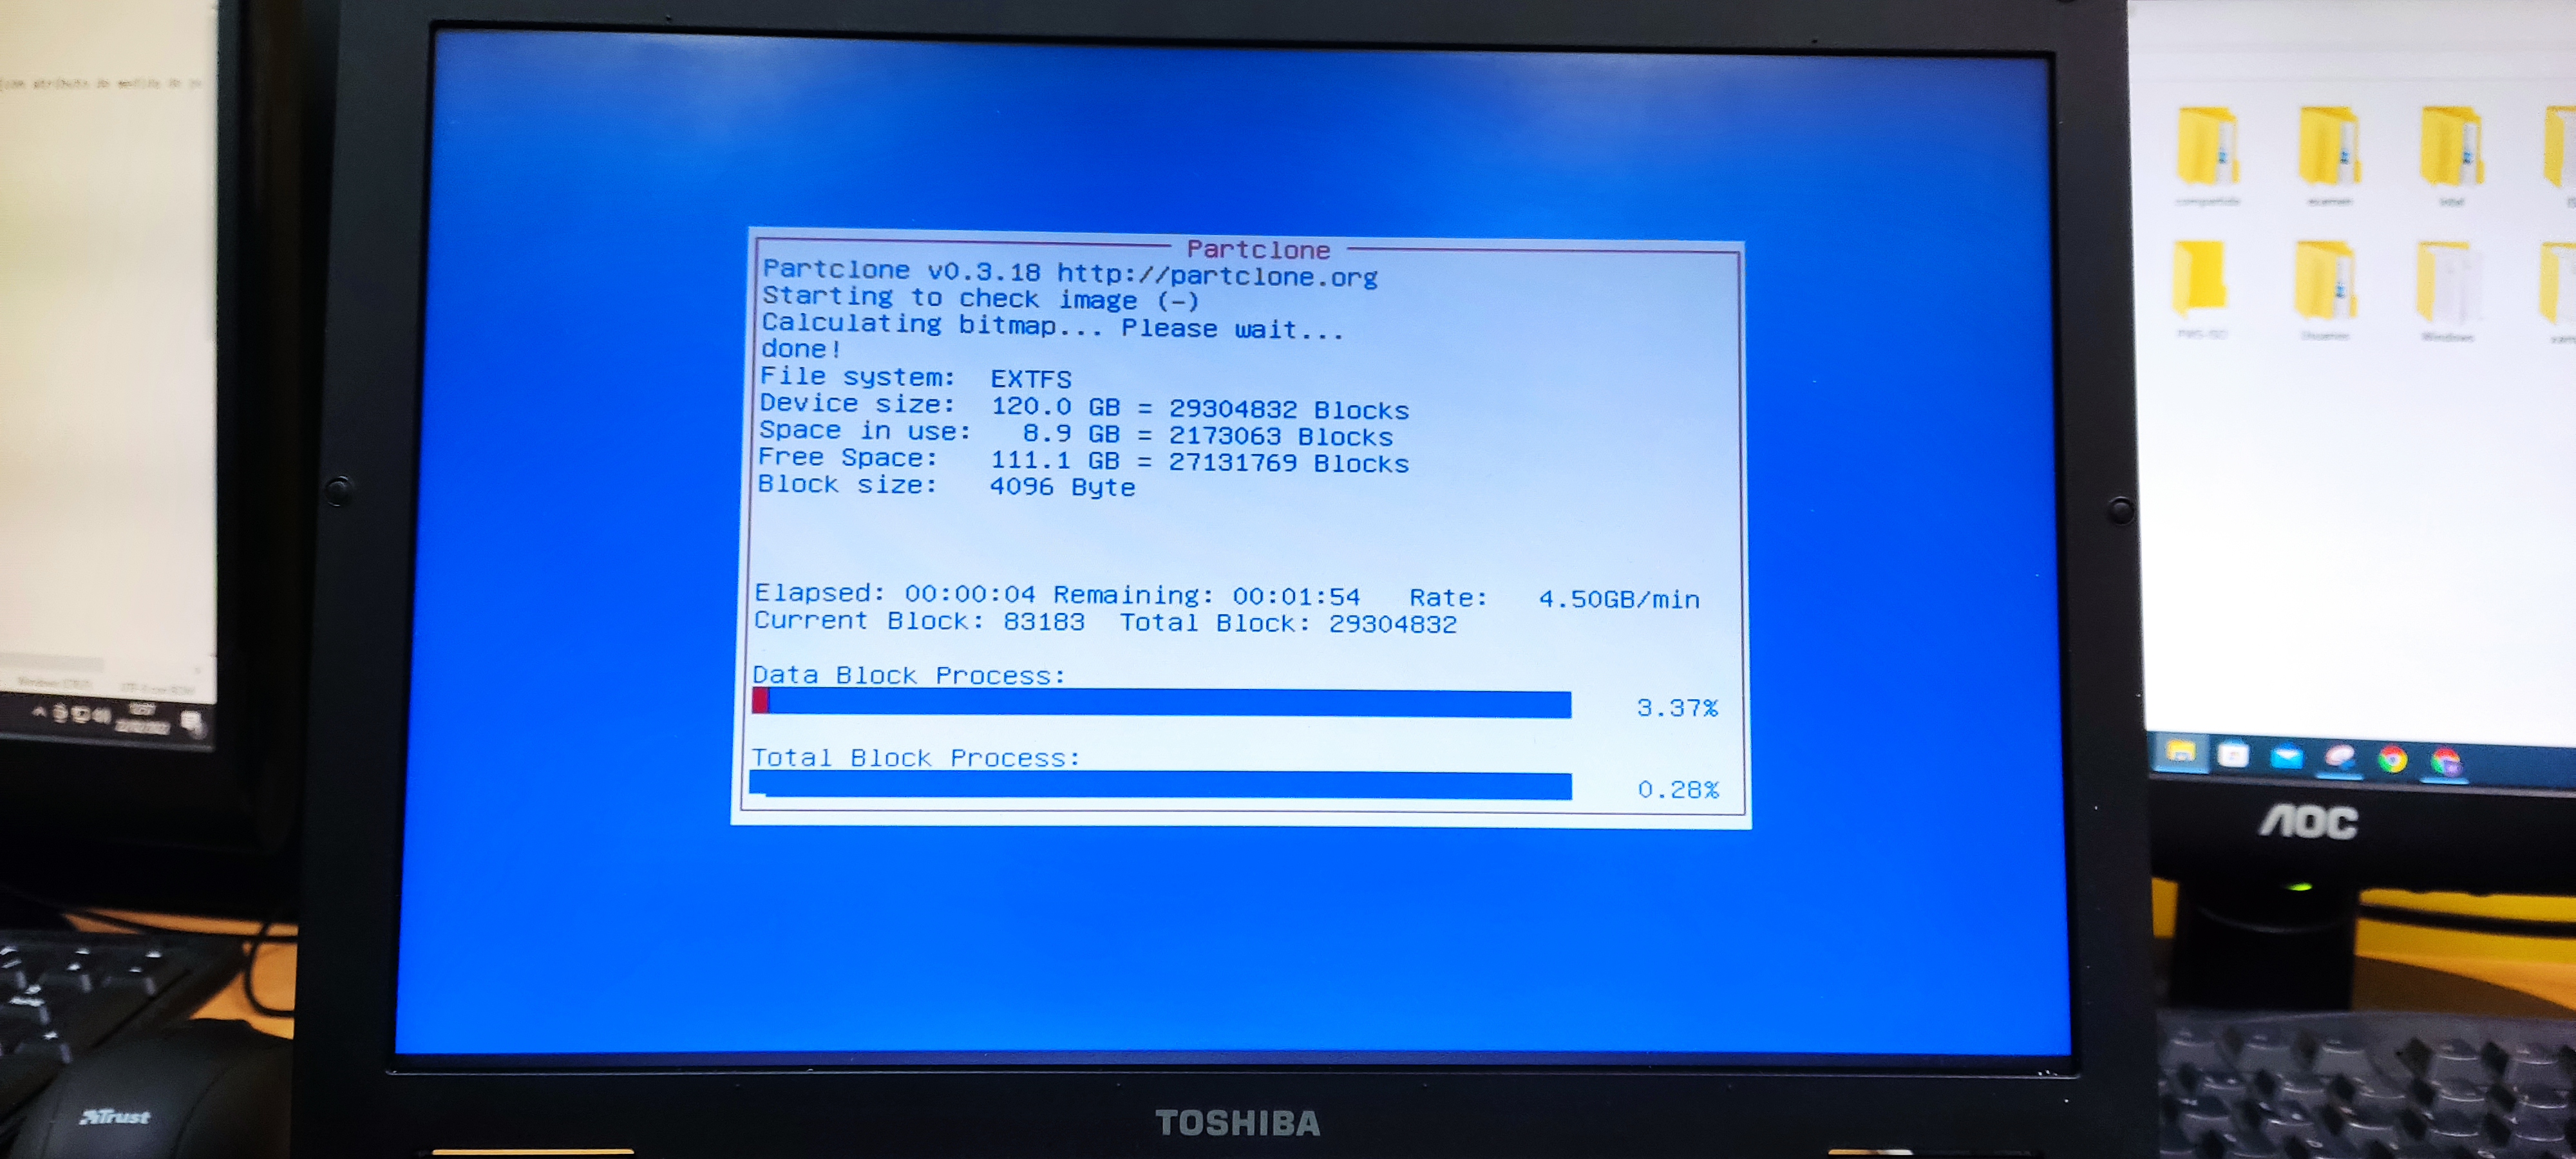 Partclone
Partclone v0.3.18 http://partclone.org
Starting to check image (-)
Calculating bitmap... Please wait...
done!
File system: EXTFS
Device size: 120.0 GB = 29304832 Blocks
Space in use: 8.9 GB = 2173063 Blocks
Free Space: 111.1 GB = 27131769 Blocks
Block size: 4096 Byte
Elapsed: 00:00:04 Remaining: 00:01:54 Rate: 4.50GB/min
Current Block: 83183 Total Block: 29304832
Data Block Process:
3.37%
Total Block Process:
0.28%
TOSHIBA
AOC
Trust